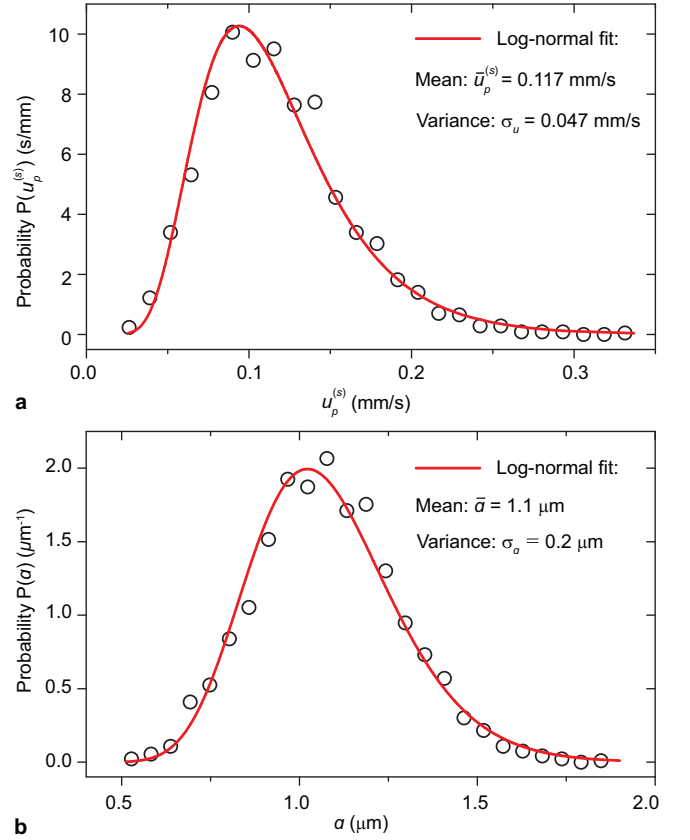 10
8
6
4
2
0
Probability P(u_p^(s)) (s/mm)
Log-normal fit:
Mean: ū_p^(s) = 0.117 mm/s
Variance: σ_u = 0.047 mm/s
0.0 0.1 0.2 0.3
a
u_p^(s) (mm/s)
2.0
1.5
1.0
0.5
0.0
Probability P(a) (μm⁻¹)
Log-normal fit:
Mean: ā = 1.1 μm
Variance: σ_a = 0.2 μm
0.5 1.0 1.5 2.0
b
a (μm)